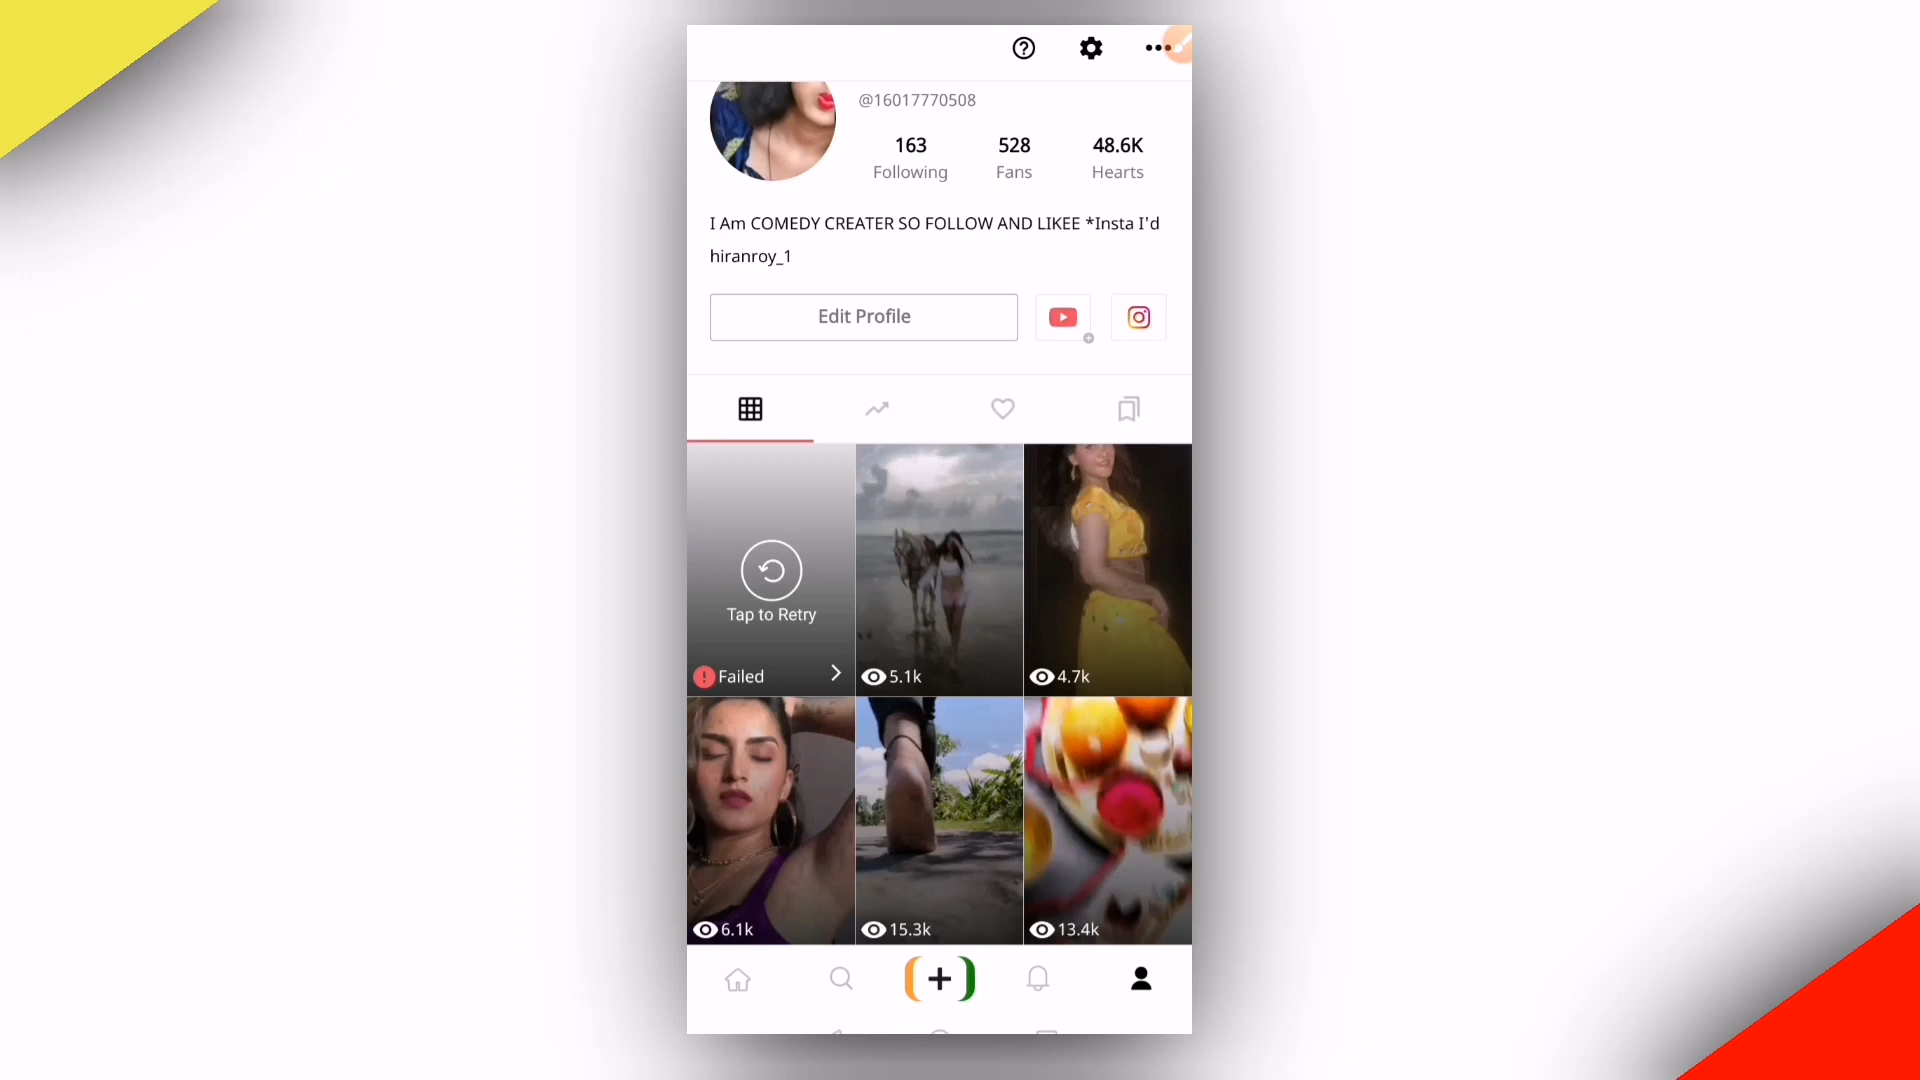 @16017770508
163 528 48.6K
Following Fans Hearts
I Am COMEDY CREATER SO FOLLOW AND LIKEE *Insta I'd
hiranroy_1
Edit Profile
Tap to Retry
Failed 5.1k 4.7k
6.1k 15.3k 13.4k